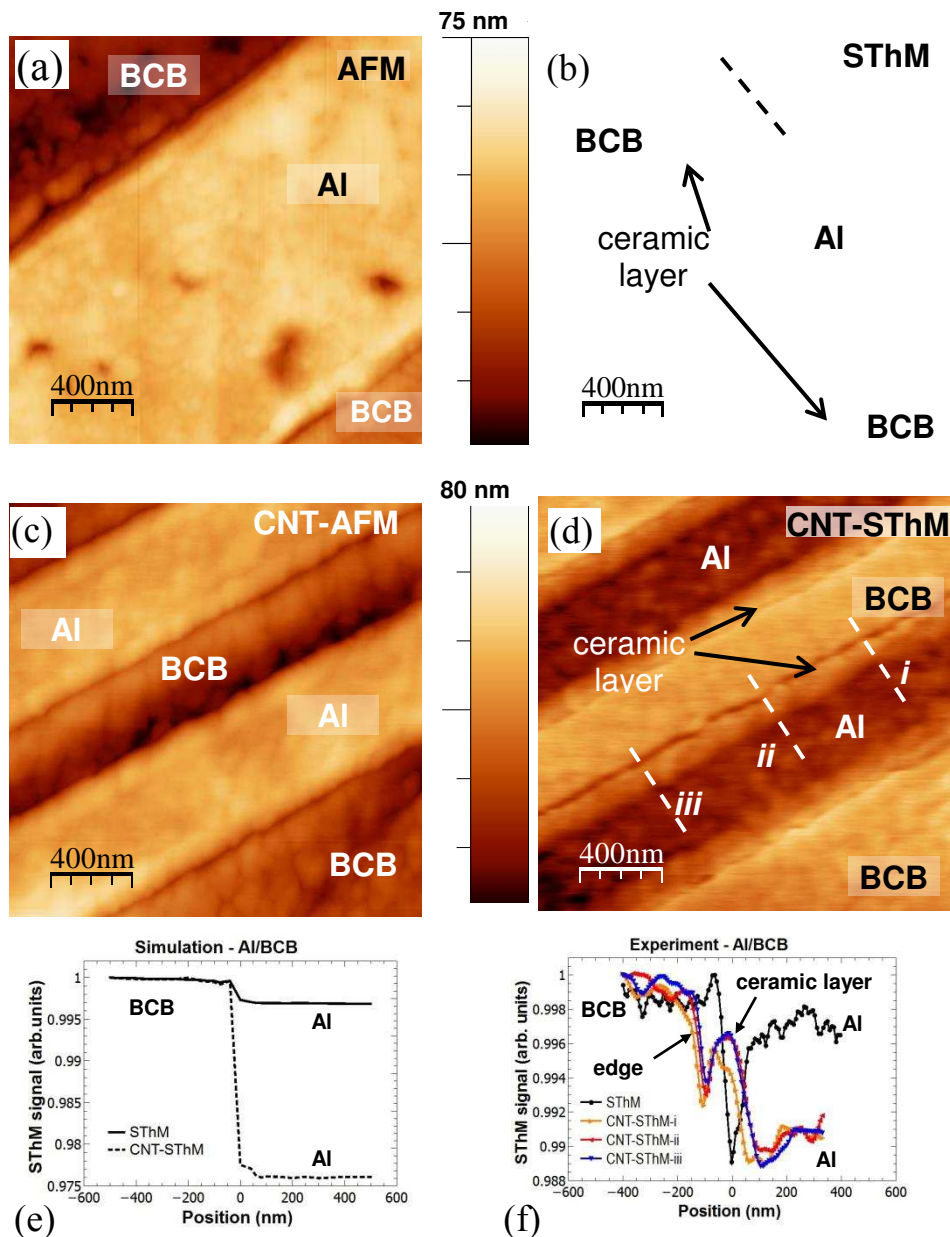 75 nm
(a)
AFM
BCB
Al
400nm
BCB
(b)
SThM
BCB
ceramic
layer
Al
400nm
BCB
80 nm
(c)
CNT-AFM
Al
BCB
Al
400nm
BCB
(d)
CNT-SThM
Al
BCB
ceramic
layer
i
Al
ii
iii
400nm
BCB
Simulation - Al/BCB
SThM signal (arb.units)
1
0.995
0.99
0.985
0.98
0.975
BCB
Al
SThM
CNT-SThM
Al
−600 −400 −200 0 200 400 600
Position (nm)
(e)
Experiment - Al/BCB
SThM signal (arb. units)
1
0.998
0.996
0.994
0.992
0.99
0.988
BCB
ceramic layer
Al
edge
SThM
CNT-SThM-i
CNT-SThM-ii
CNT-SThM-iii
Al
−600 −400 −200 0 200 400 600
Position (nm)
(f)